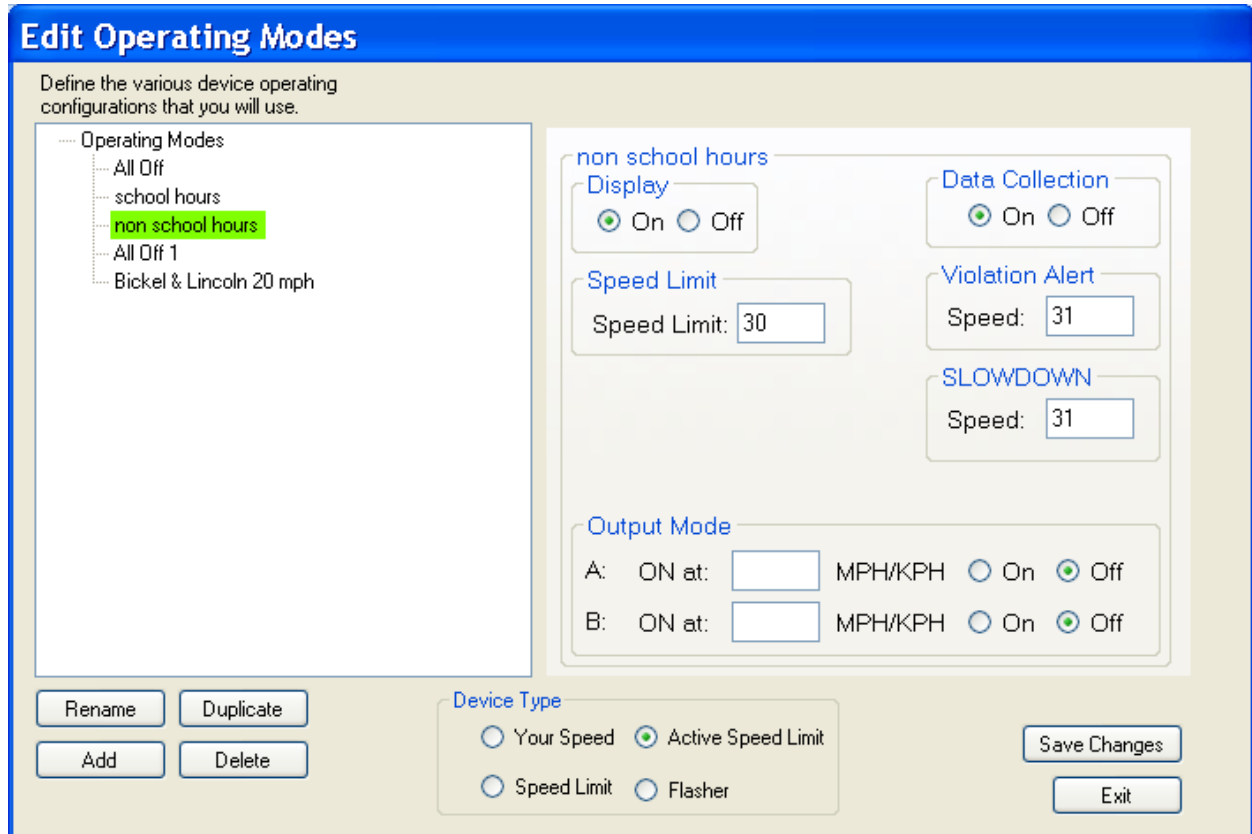 Edit Operating Modes
Define the various device operating
configurations that you will use.
Operating Modes
All Off
school hours
non school hours
All Off 1
Bickel & Lincoln 20 mph
non school hours
Display
On Off
Data Collection
On Off
Speed Limit
Speed Limit: 30
Violation Alert
Speed: 31
SLOWDOWN
Speed: 31
Output Mode
A: ON at: MPH/KPH On Off
B: ON at: MPH/KPH On Off
Rename Duplicate
Add Delete
Device Type
Your Speed Active Speed Limit
Speed Limit Flasher
Save Changes
Exit